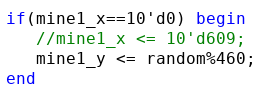 if(mine1_x==10'd0) begin
//mine1_x <= 10'd609;
mine1_y <= random%460;
end